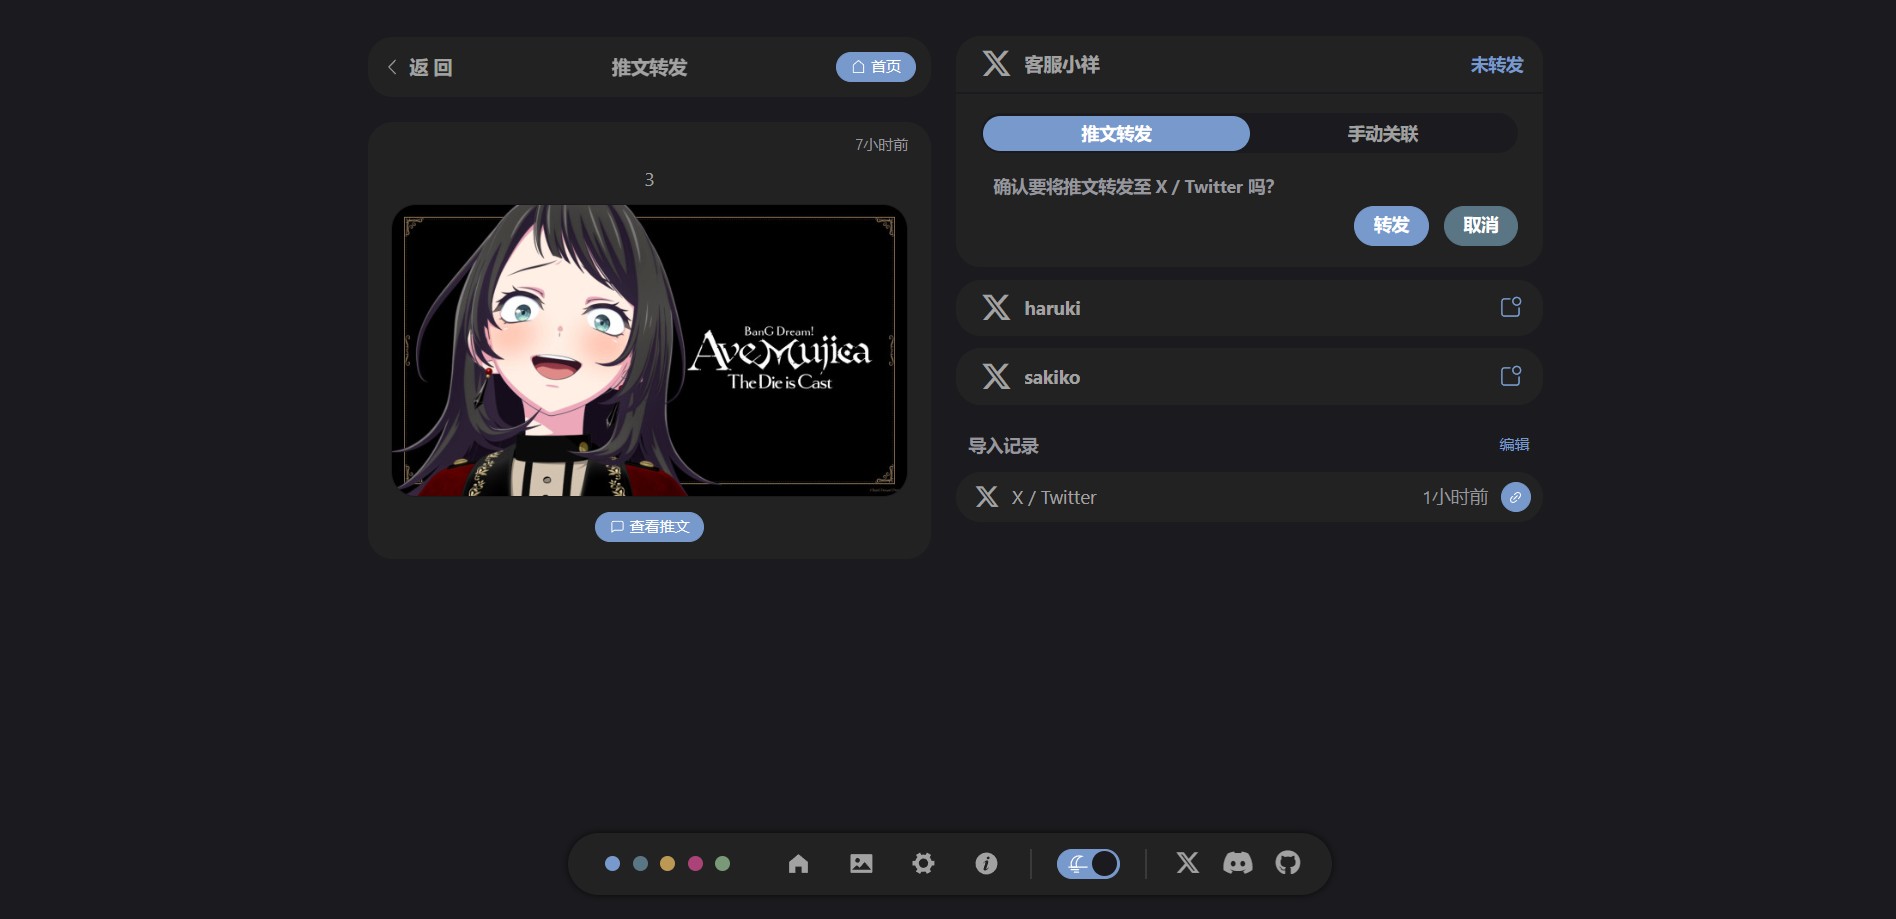 返 回
推文转发
首页
7小时前
3
BanG Dream!
Ave Mujica
The Die is Cast
查看推文
客服小祥
未转发
推文转发
手动关联
确认要将推文转发至 X / Twitter 吗？
转发
取消
haruki
sakiko
导入记录
编辑
X / Twitter
1小时前